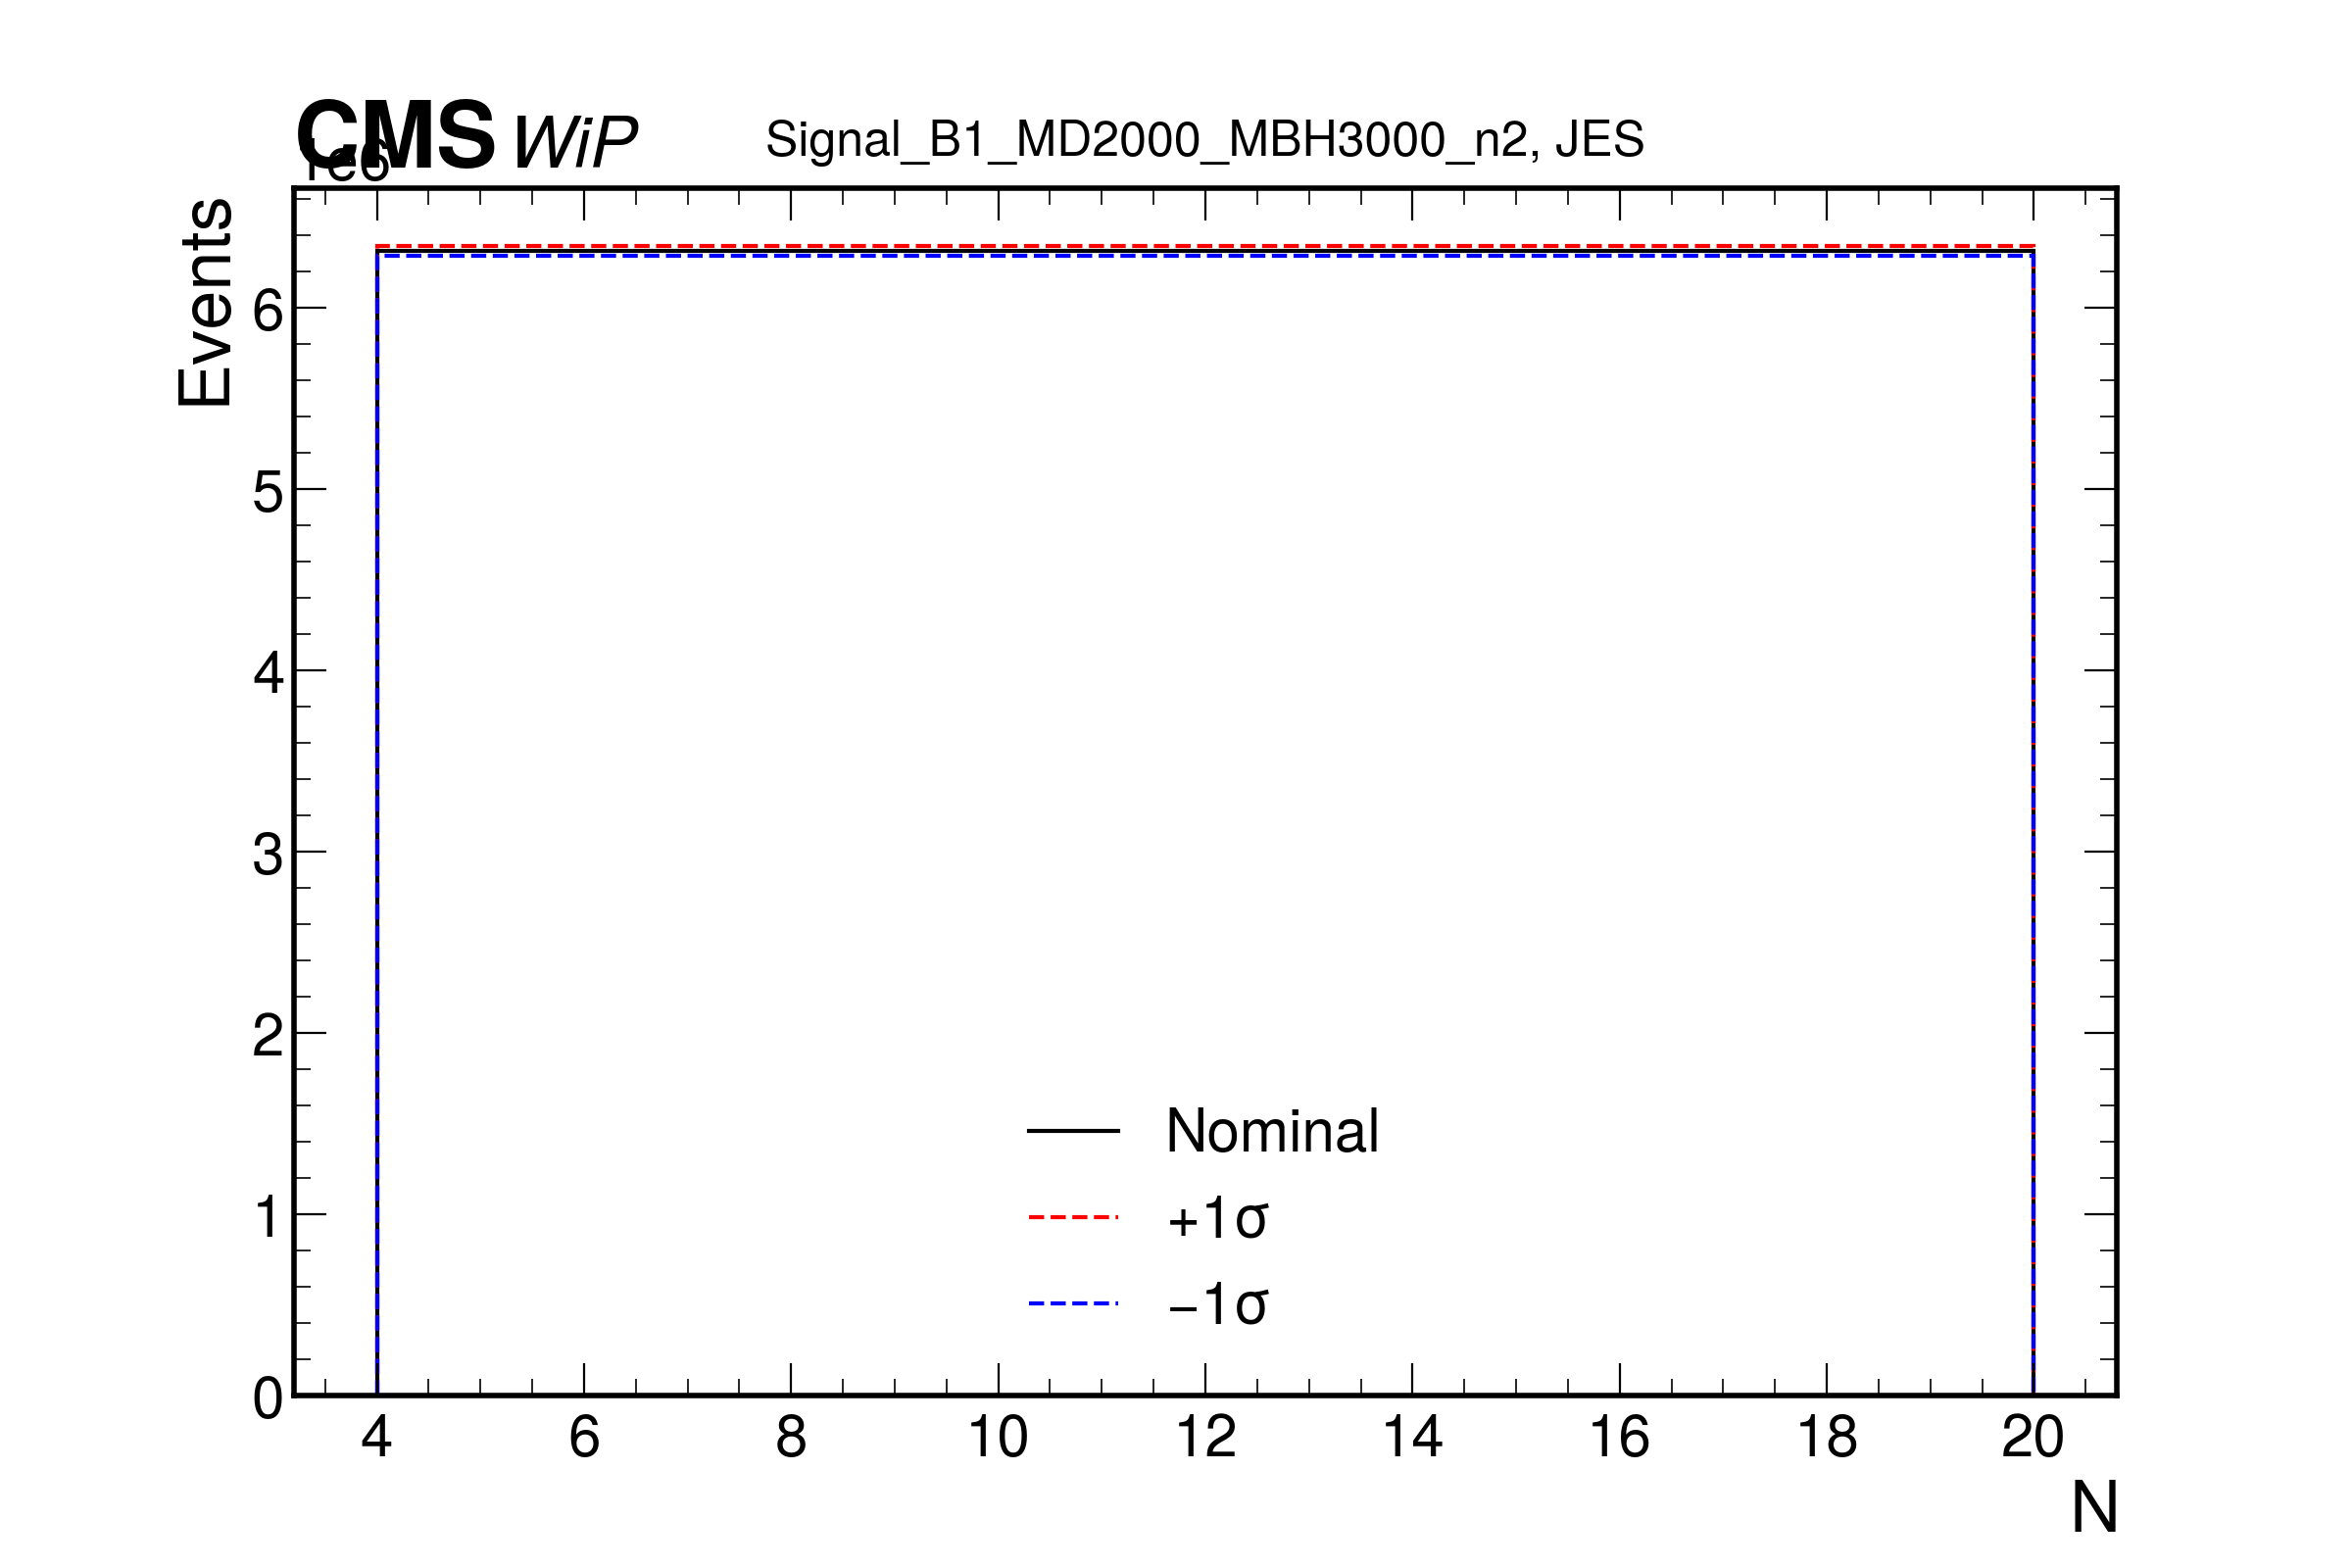 CMS WiP Signal_B1_MD2000_MBH3000_n2, JES
1e6
Events
6
5
4
3
2
1
0
Nominal
+1σ
−1σ
4 6 8 10 12 14 16 18 20
N